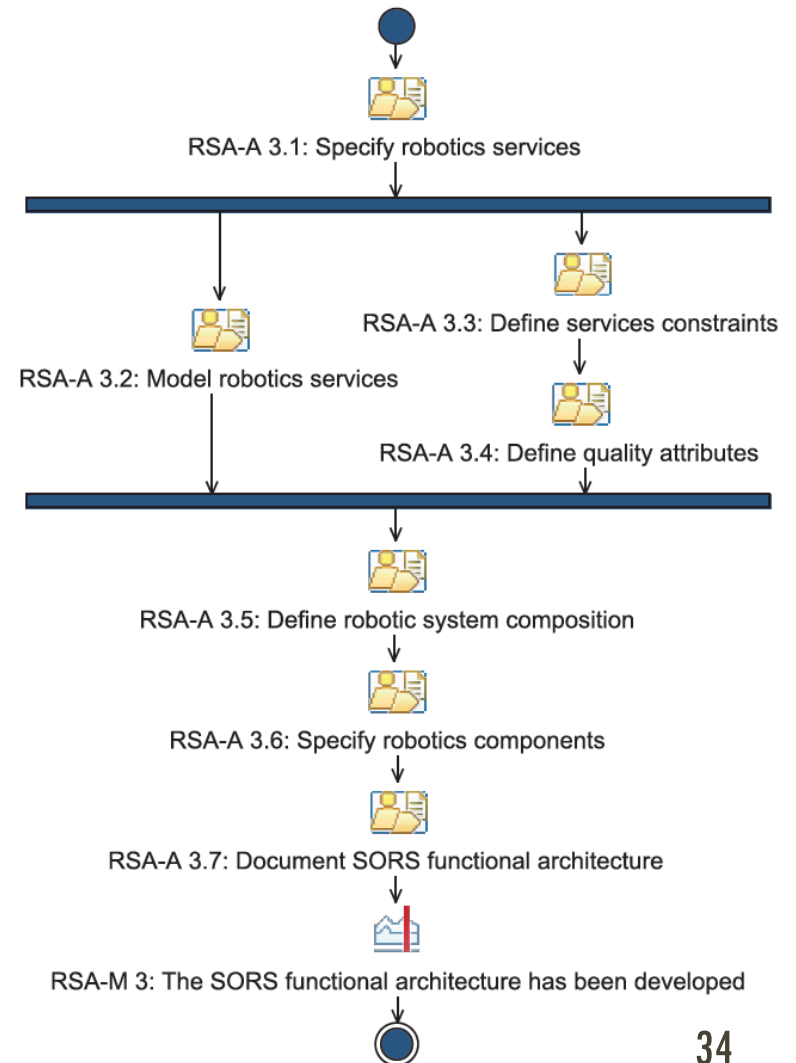 RSA-A 3.1: Specify robotics services
RSA-A 3.3: Define services constraints
RSA-A 3.2: Model robotics services
RSA-A 3.4: Define quality attributes
RSA-A 3.5: Define robotic system composition
RSA-A 3.6: Specify robotics components
RSA-A 3.7: Document SORS functional architecture
RSA-M 3: The SORS functional architecture has been developed
34